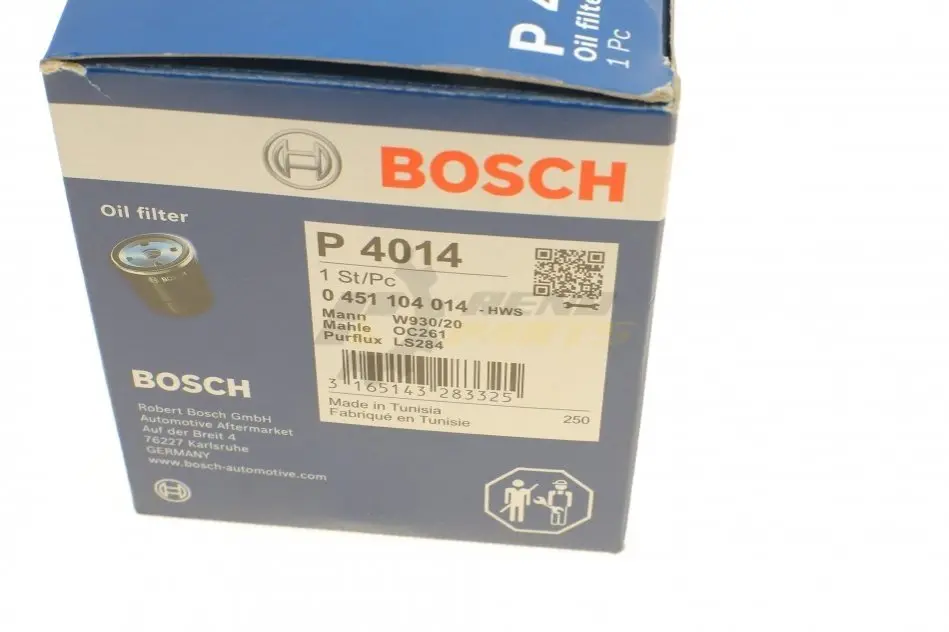 P 4
Oil filte
1 Pc
BOSCH
Oil filter
BOSCH
P 4014
1 St/Pc
0 451 104 014 - HWS
Mann W930/20
Mahle OC261
Purflux LS284
3 165143 283325
Made in Tunisia
Fabriqué en Tunisie
250
BOSCH
Robert Bosch GmbH
Automotive Aftermarket
Auf der Breit 4
76227 Karlsruhe
GERMANY
www.bosch-automotive.com